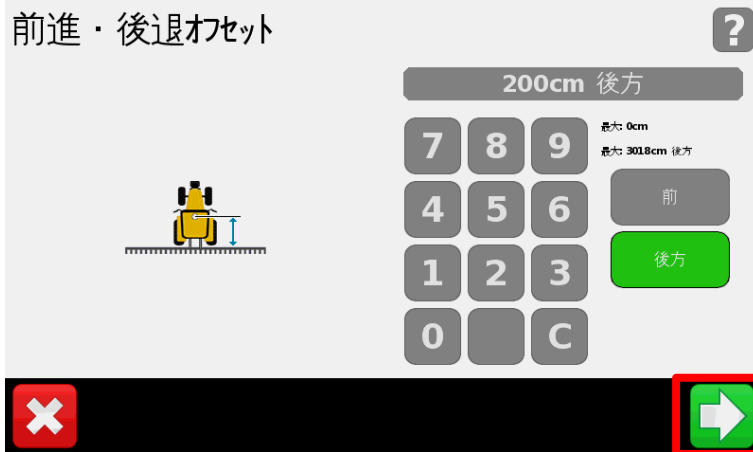 前進・後退オフセット
?
200cm 後方
最大: 0cm
最大: 3018cm 後方
7 8 9
前
4 5 6
後方
1 2 3
0 C